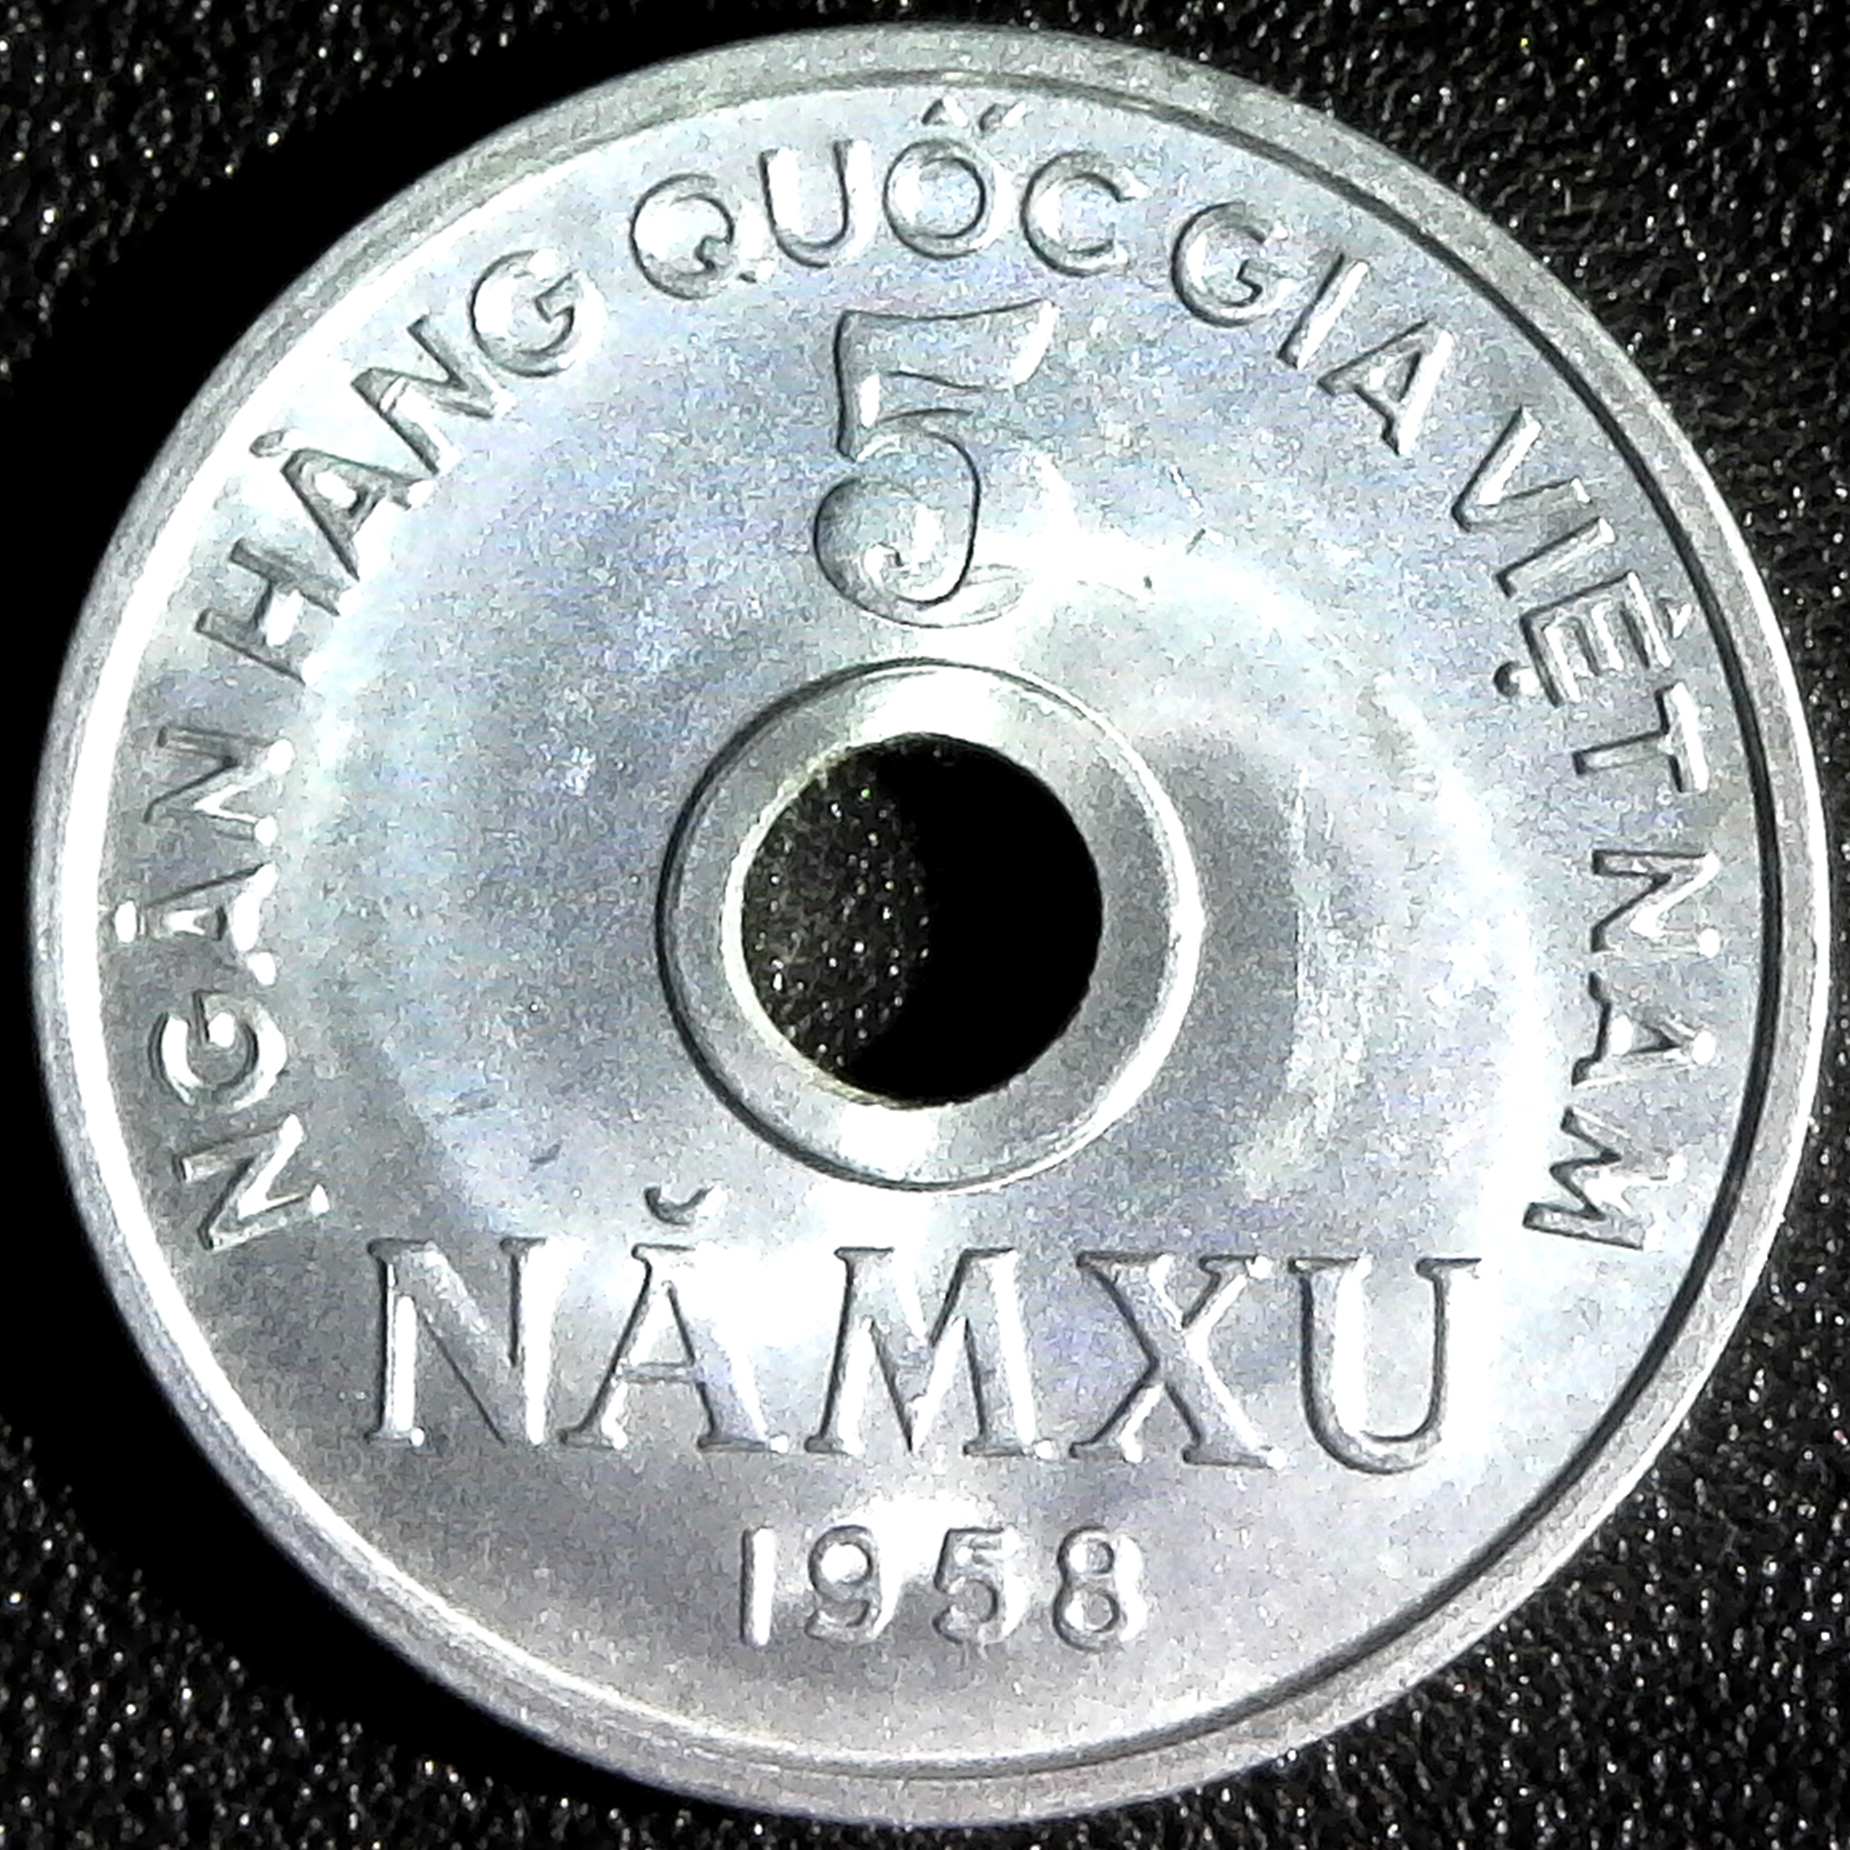 NGÂN HÀNG QUỐC GIA VIỆT NAM
5
NĂM XU
1958